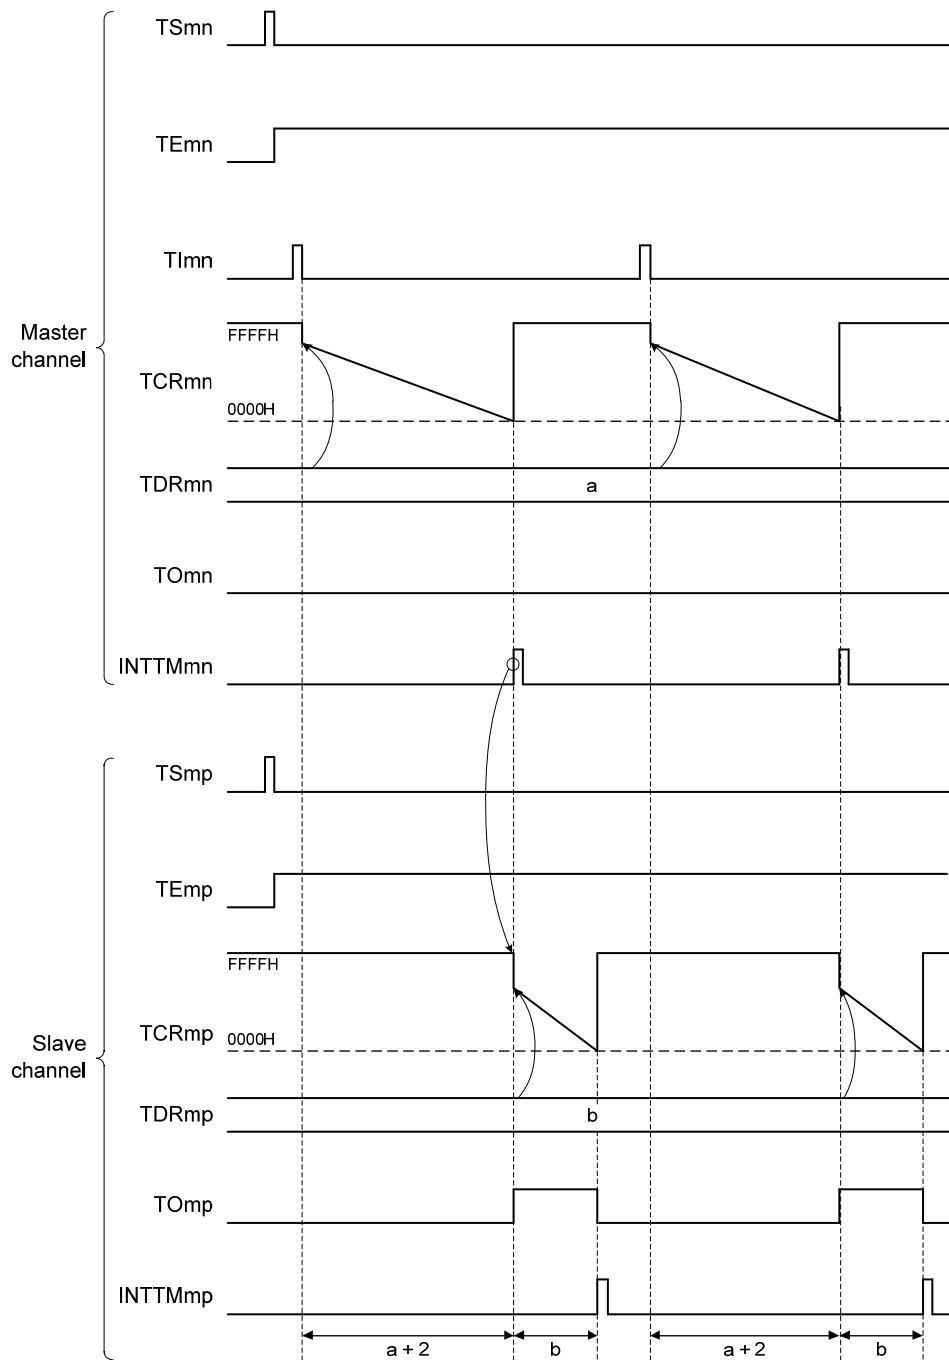 TSmn
TEmn
TImn
Master
channel
FFFFH
TCRmn
0000H
TDRmn
a
TOmn
INTTMmn
TSmp
TEmp
FFFFH
Slave
channel
TCRmp
0000H
TDRmp
b
TOmp
INTTMmp
a + 2
b
a + 2
b